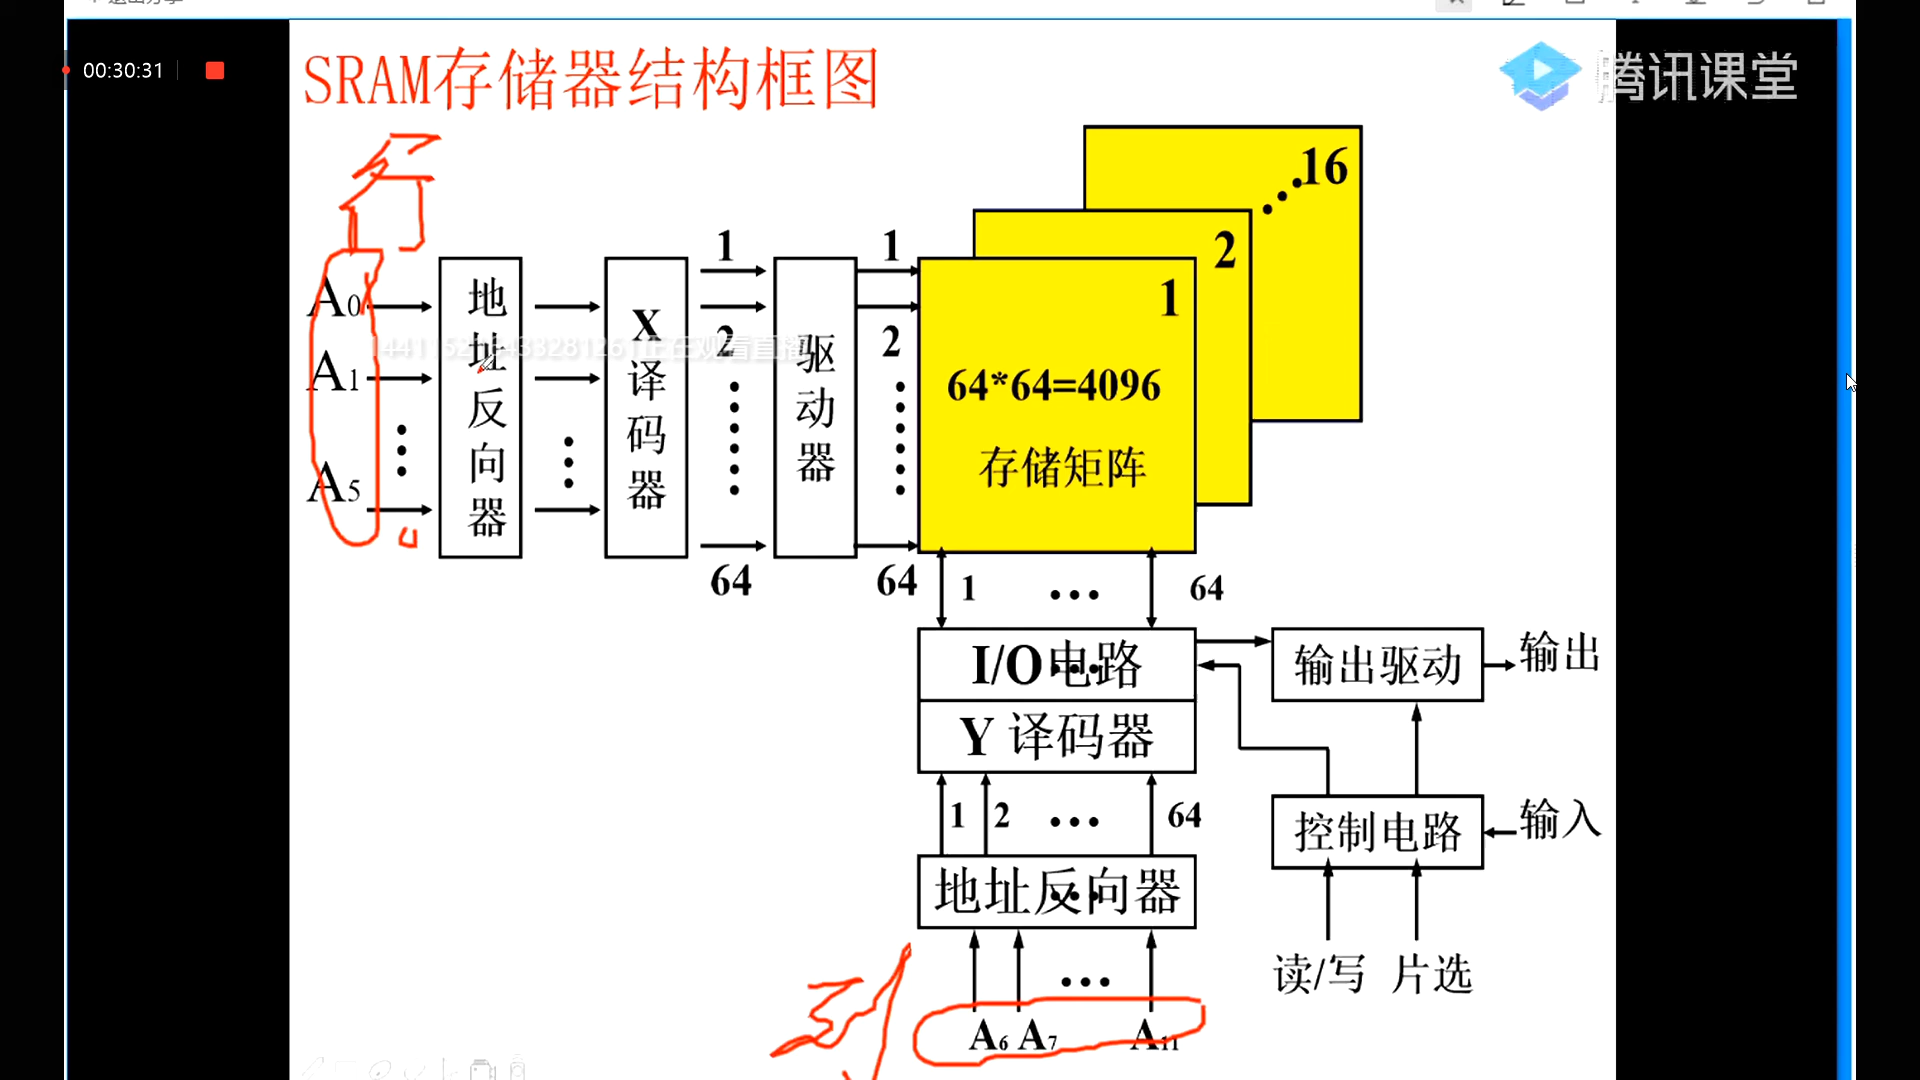 00:30:31
SRAM存储器结构框图
腾讯课堂
行
16
2
1
1
1
A0
A1
A5
地址反向器
X译码器
2
64
驱动器
2
64
64*64=4096
存储矩阵
1
64
I/O电路
输出驱动
输出
Y 译码器
1
2
64
控制电路
输入
地址反向器
读/写
片选
列
A6
A7
A11